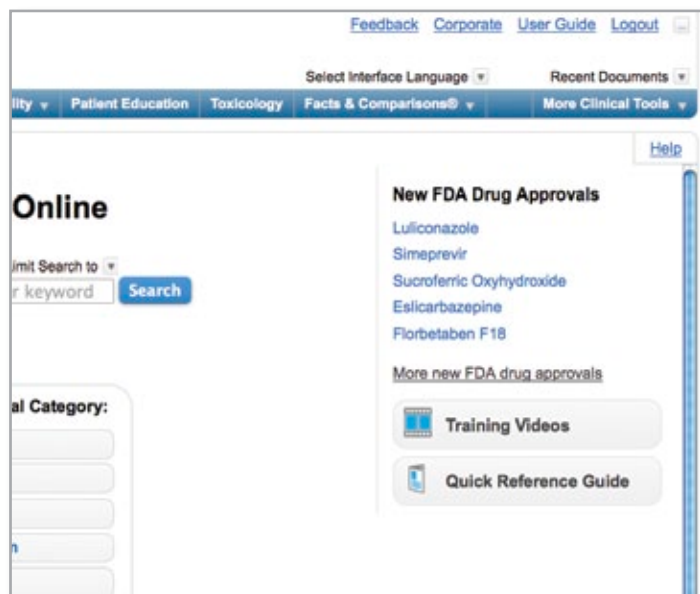 Feedback Corporate User Guide Logout ...
Select Interface Language Recent Documents
lity Patient Education Toxicology Facts & Comparisons® More Clinical Tools
Help
Online
New FDA Drug Approvals
Luliconazole
Simeprevir
Sucroferric Oxyhydroxide
Eslicarbazepine
Florbetaben F18
More new FDA drug approvals
imit Search to
r keyword Search
al Category:
n
Training Videos
Quick Reference Guide